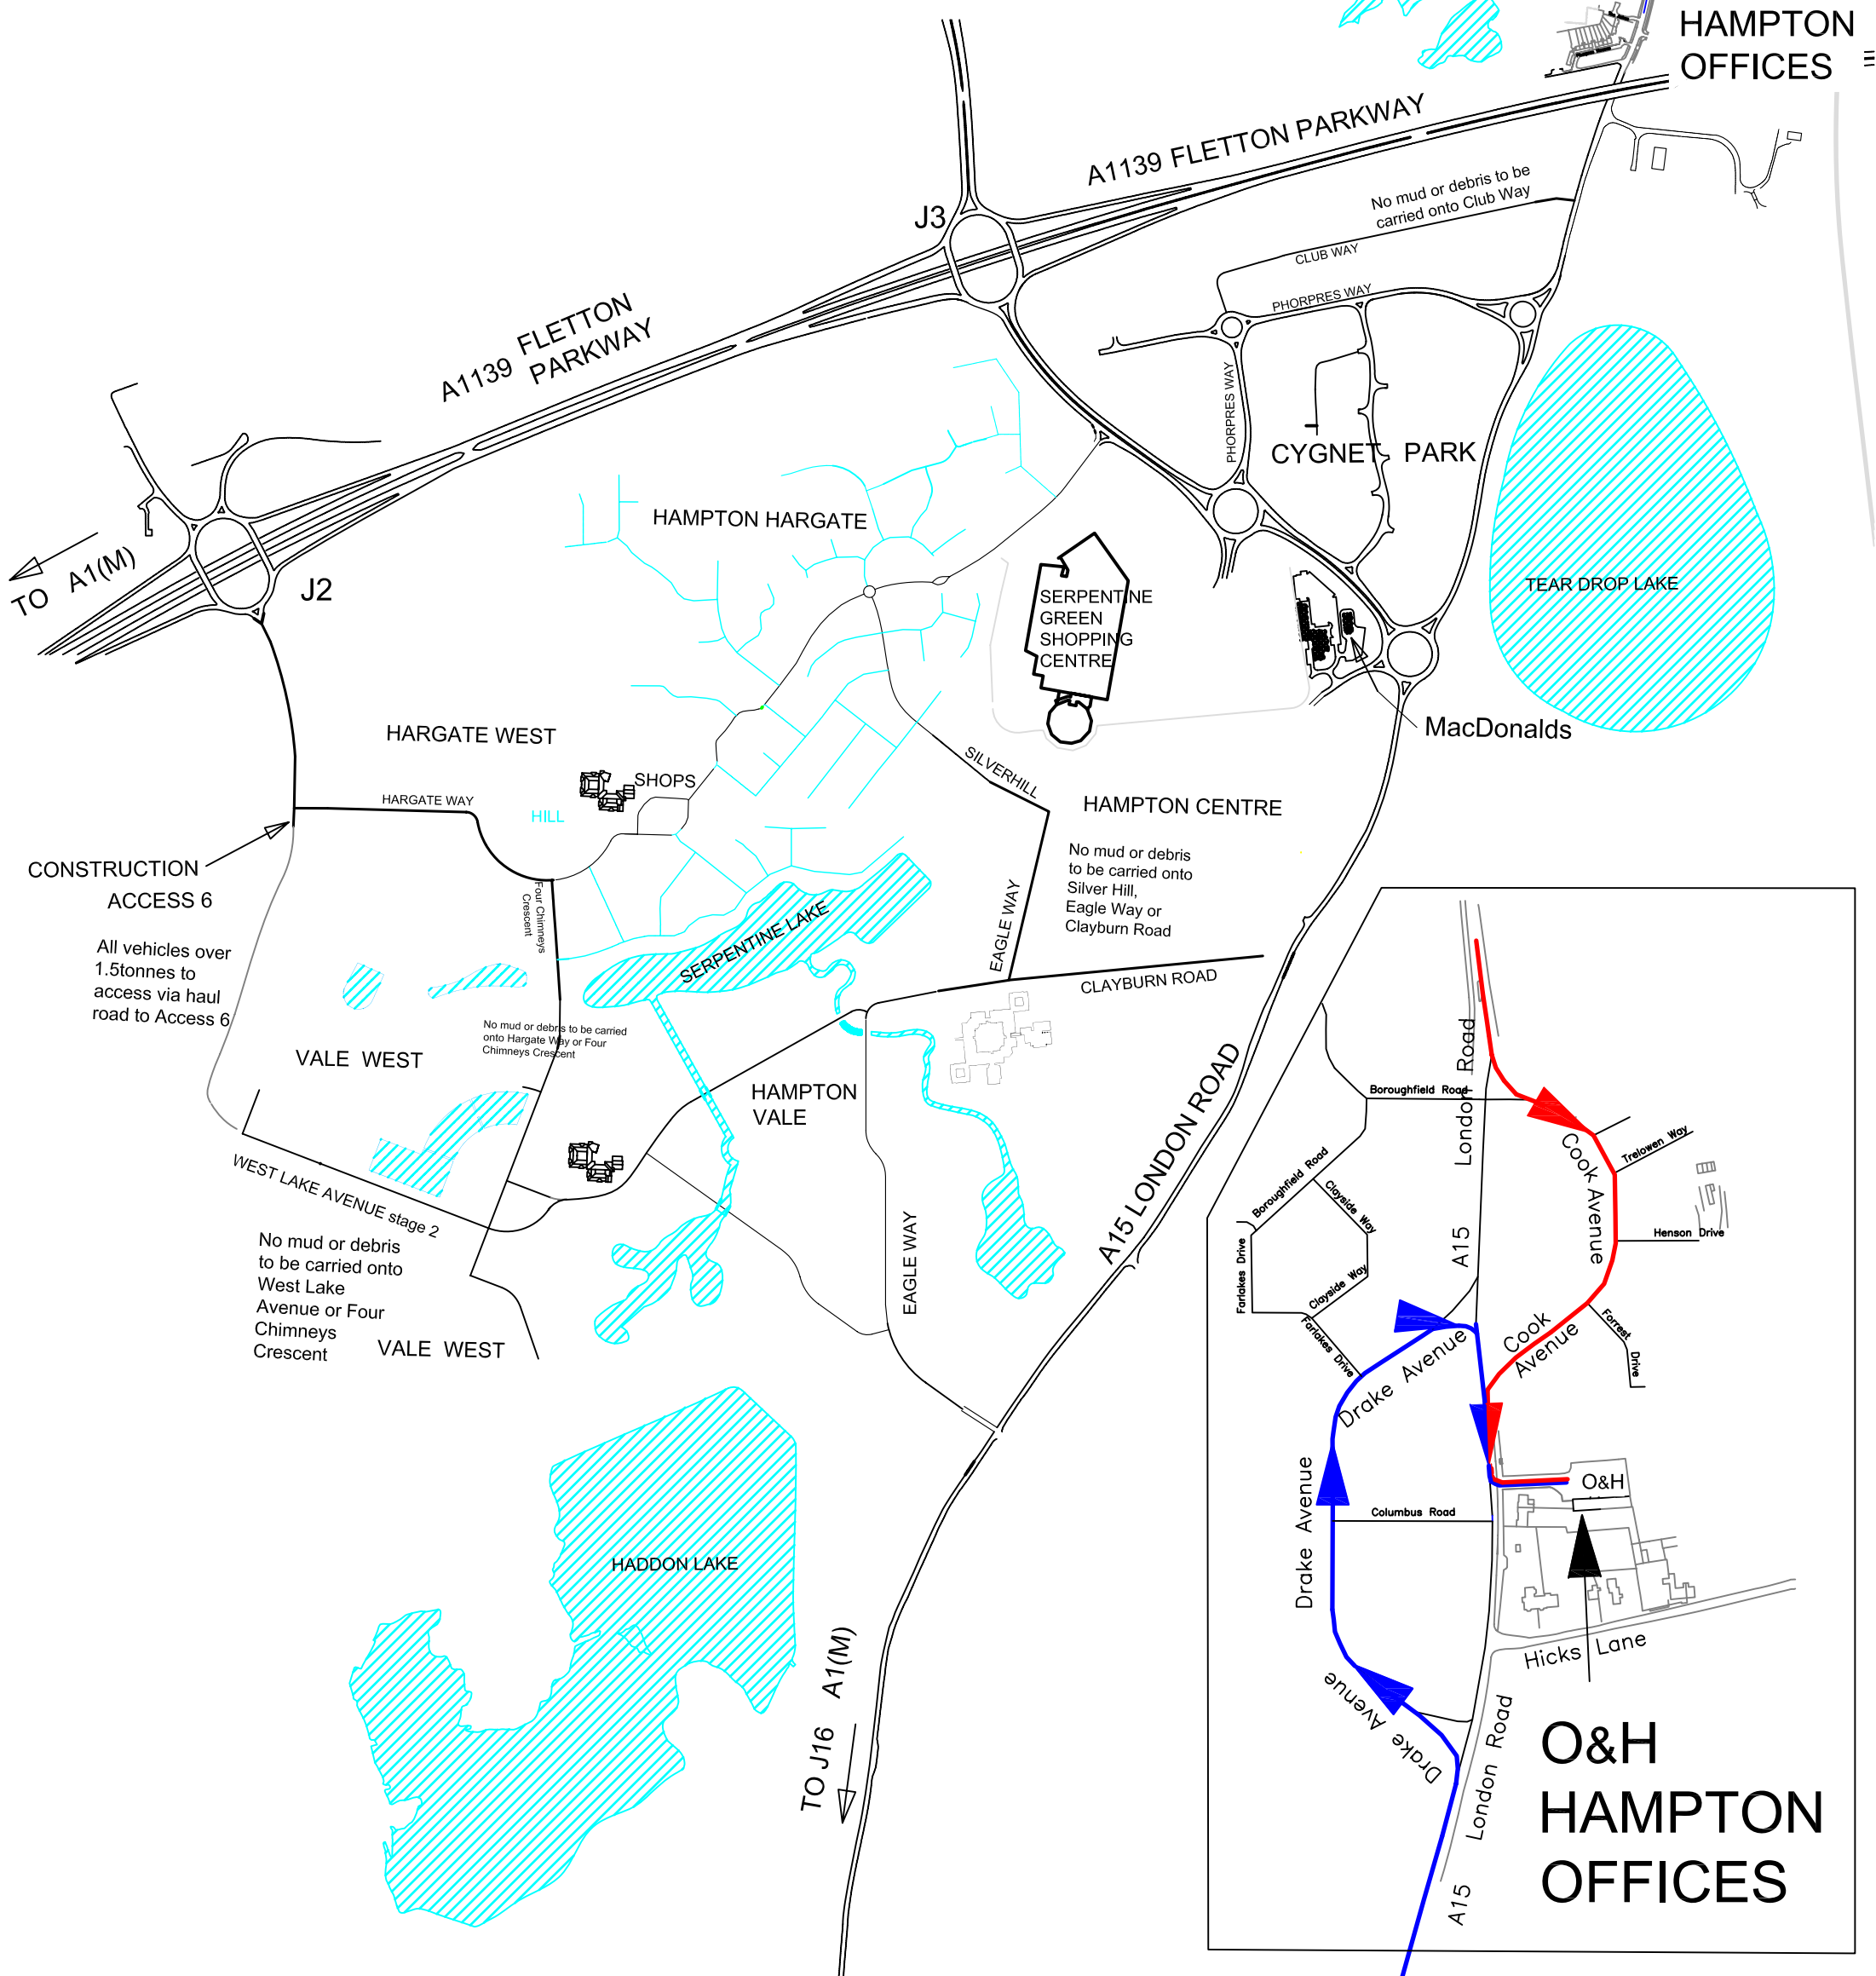 HAMPTON
OFFICES
A1139 FLETTON PARKWAY
No mud or debris to be
carried onto Club Way
J3
CLUB WAY
PHORPRES WAY
A1139 FLETTON
PARKWAY
PHORPRES WAY
CYGNET PARK
HAMPTON HARGATE
TO A1(M)
J2
TEAR DROP LAKE
SERPENTINE
GREEN
SHOPPING
CENTRE
MacDonalds
HARGATE WEST
SHOPS
SILVERHILL
HARGATE WAY
HILL
HAMPTON CENTRE
CONSTRUCTION
ACCESS 6
No mud or debris
to be carried onto
Silver Hill,
Eagle Way or
Clayburn Road
Four Chimneys
Crescent
All vehicles over
1.5tonnes to
access via haul
road to Access 6
SERPENTINE LAKE
EAGLE WAY
CLAYBURN ROAD
No mud or debris to be carried
onto Hargate Way or Four
Chimneys Crescent
VALE WEST
HAMPTON
VALE
A15 LONDON ROAD
WEST LAKE AVENUE stage 2
No mud or debris
to be carried onto
West Lake
Avenue or Four
Chimneys
Crescent
VALE WEST
EAGLE WAY
HADDON LAKE
TO J16 A1(M)
London Road
Boroughfield Road
Cook Avenue
Trelowen Way
Boroughfield Road
Clayside Way
A15
Henson Drive
Farlakes Drive
Clayside Way
Farlakes Drive
Drake Avenue
Cook
Avenue
Forrest
Drive
Drake Avenue
O&H
Columbus Road
Hicks Lane
Drake Avenue
London Road
A15
O&H
HAMPTON
OFFICES